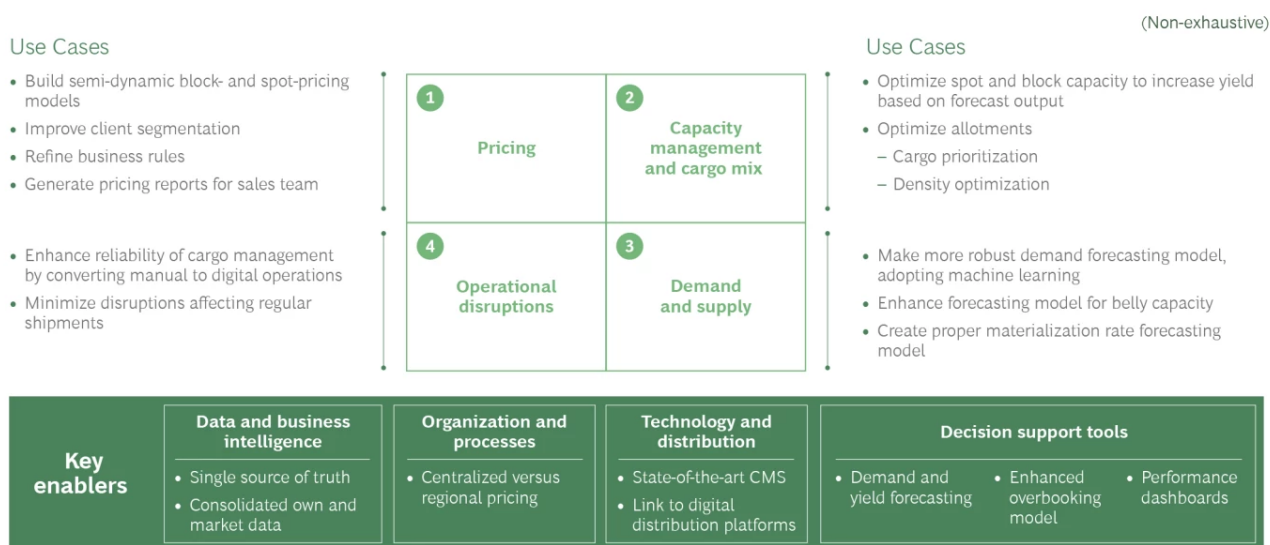 (Non-exhaustive)
Use Cases
• Build semi-dynamic block- and spot-pricing
models
• Improve client segmentation
• Refine business rules
• Generate pricing reports for sales team
1
Pricing
2
Capacity
management
and cargo mix
Use Cases
• Optimize spot and block capacity to increase yield
based on forecast output
• Optimize allotments
– Cargo prioritization
– Density optimization
• Enhance reliability of cargo management
by converting manual to digital operations
• Minimize disruptions affecting regular
shipments
4
Operational
disruptions
3
Demand
and supply
• Make more robust demand forecasting model,
adopting machine learning
• Enhance forecasting model for belly capacity
• Create proper materialization rate forecasting
model
Key
enablers
Data and business
intelligence
• Single source of truth
• Consolidated own and
market data
Organization and
processes
• Centralized versus
regional pricing
Technology and
distribution
• State-of-the-art CMS
• Link to digital
distribution platforms
Decision support tools
• Demand and
yield forecasting
• Enhanced
overbooking
model
• Performance
dashboards